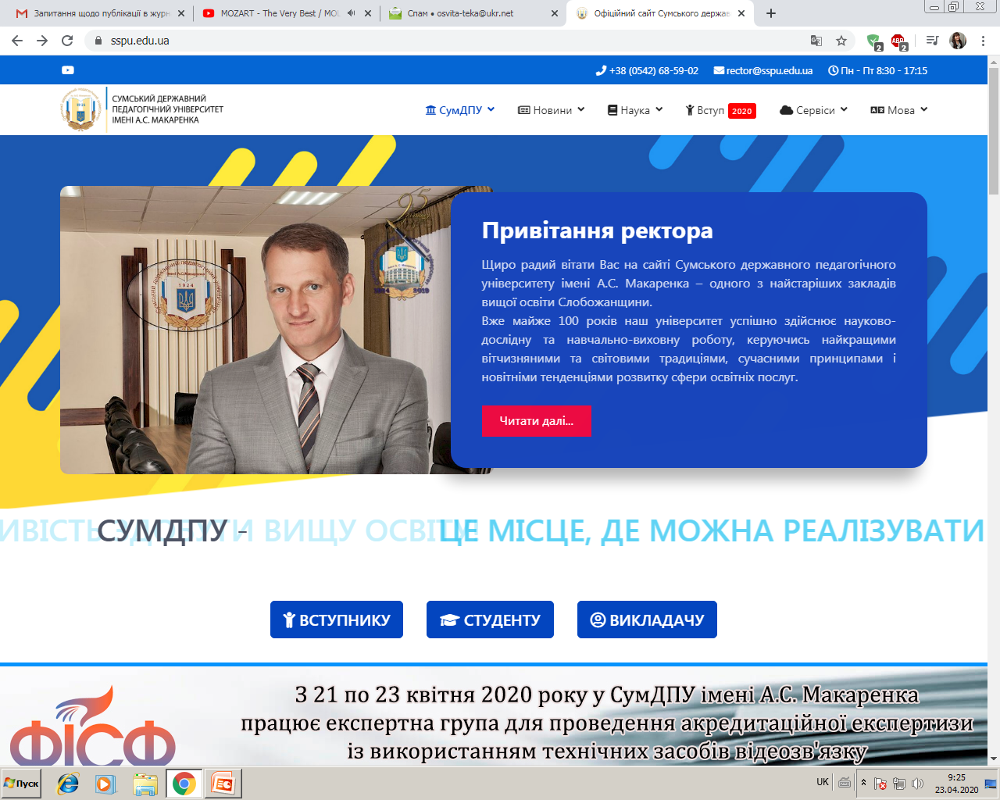 Запитання щодо публікації в журн
MOZART - The Very Best / MOL
Спам • osvita-teka@ukr.net
Офіційний сайт Сумського держав
sspu.edu.ua
2
ABP
2
+38 (0542) 68-59-02
rector@sspu.edu.ua
Пн - Пт 8:30 - 17:15
СУМСЬКИЙ ДЕРЖАВНИЙ
ПЕДАГОГІЧНИЙ УНІВЕРСИТЕТ
ІМЕНІ А.С. МАКАРЕНКА
СумДПУ
Новини
Наука
Вступ 2020
Сервіси
Мова
95
1924
Привітання ректора
Щиро радий вітати Вас на сайті Сумського державного педагогічного
університету імені А.С. Макаренка – одного з найстаріших закладів
вищої освіти Слобожанщини.
Вже майже 100 років наш університет успішно здійснює науково-
дослідну та навчально-виховну роботу, керуючись найкращими
вітчизняними та світовими традиціями, сучасними принципами і
новітніми тенденціями розвитку сфери освітніх послуг.
Читати далі...
СУМДПУ -
ЦЕ МІСЦЕ, ДЕ МОЖНА РЕАЛІЗУВАТИ
ВСТУПНИКУ
СТУДЕНТУ
ВИКЛАДАЧУ
ФІСФ
З 21 по 23 квітня 2020 року у СумДПУ імені А.С. Макаренка
працює експертна група для проведення акредитаційної експертизи
із використанням технічних засобів відеозв'язку
Пуск
UK
9:25
23.04.2020